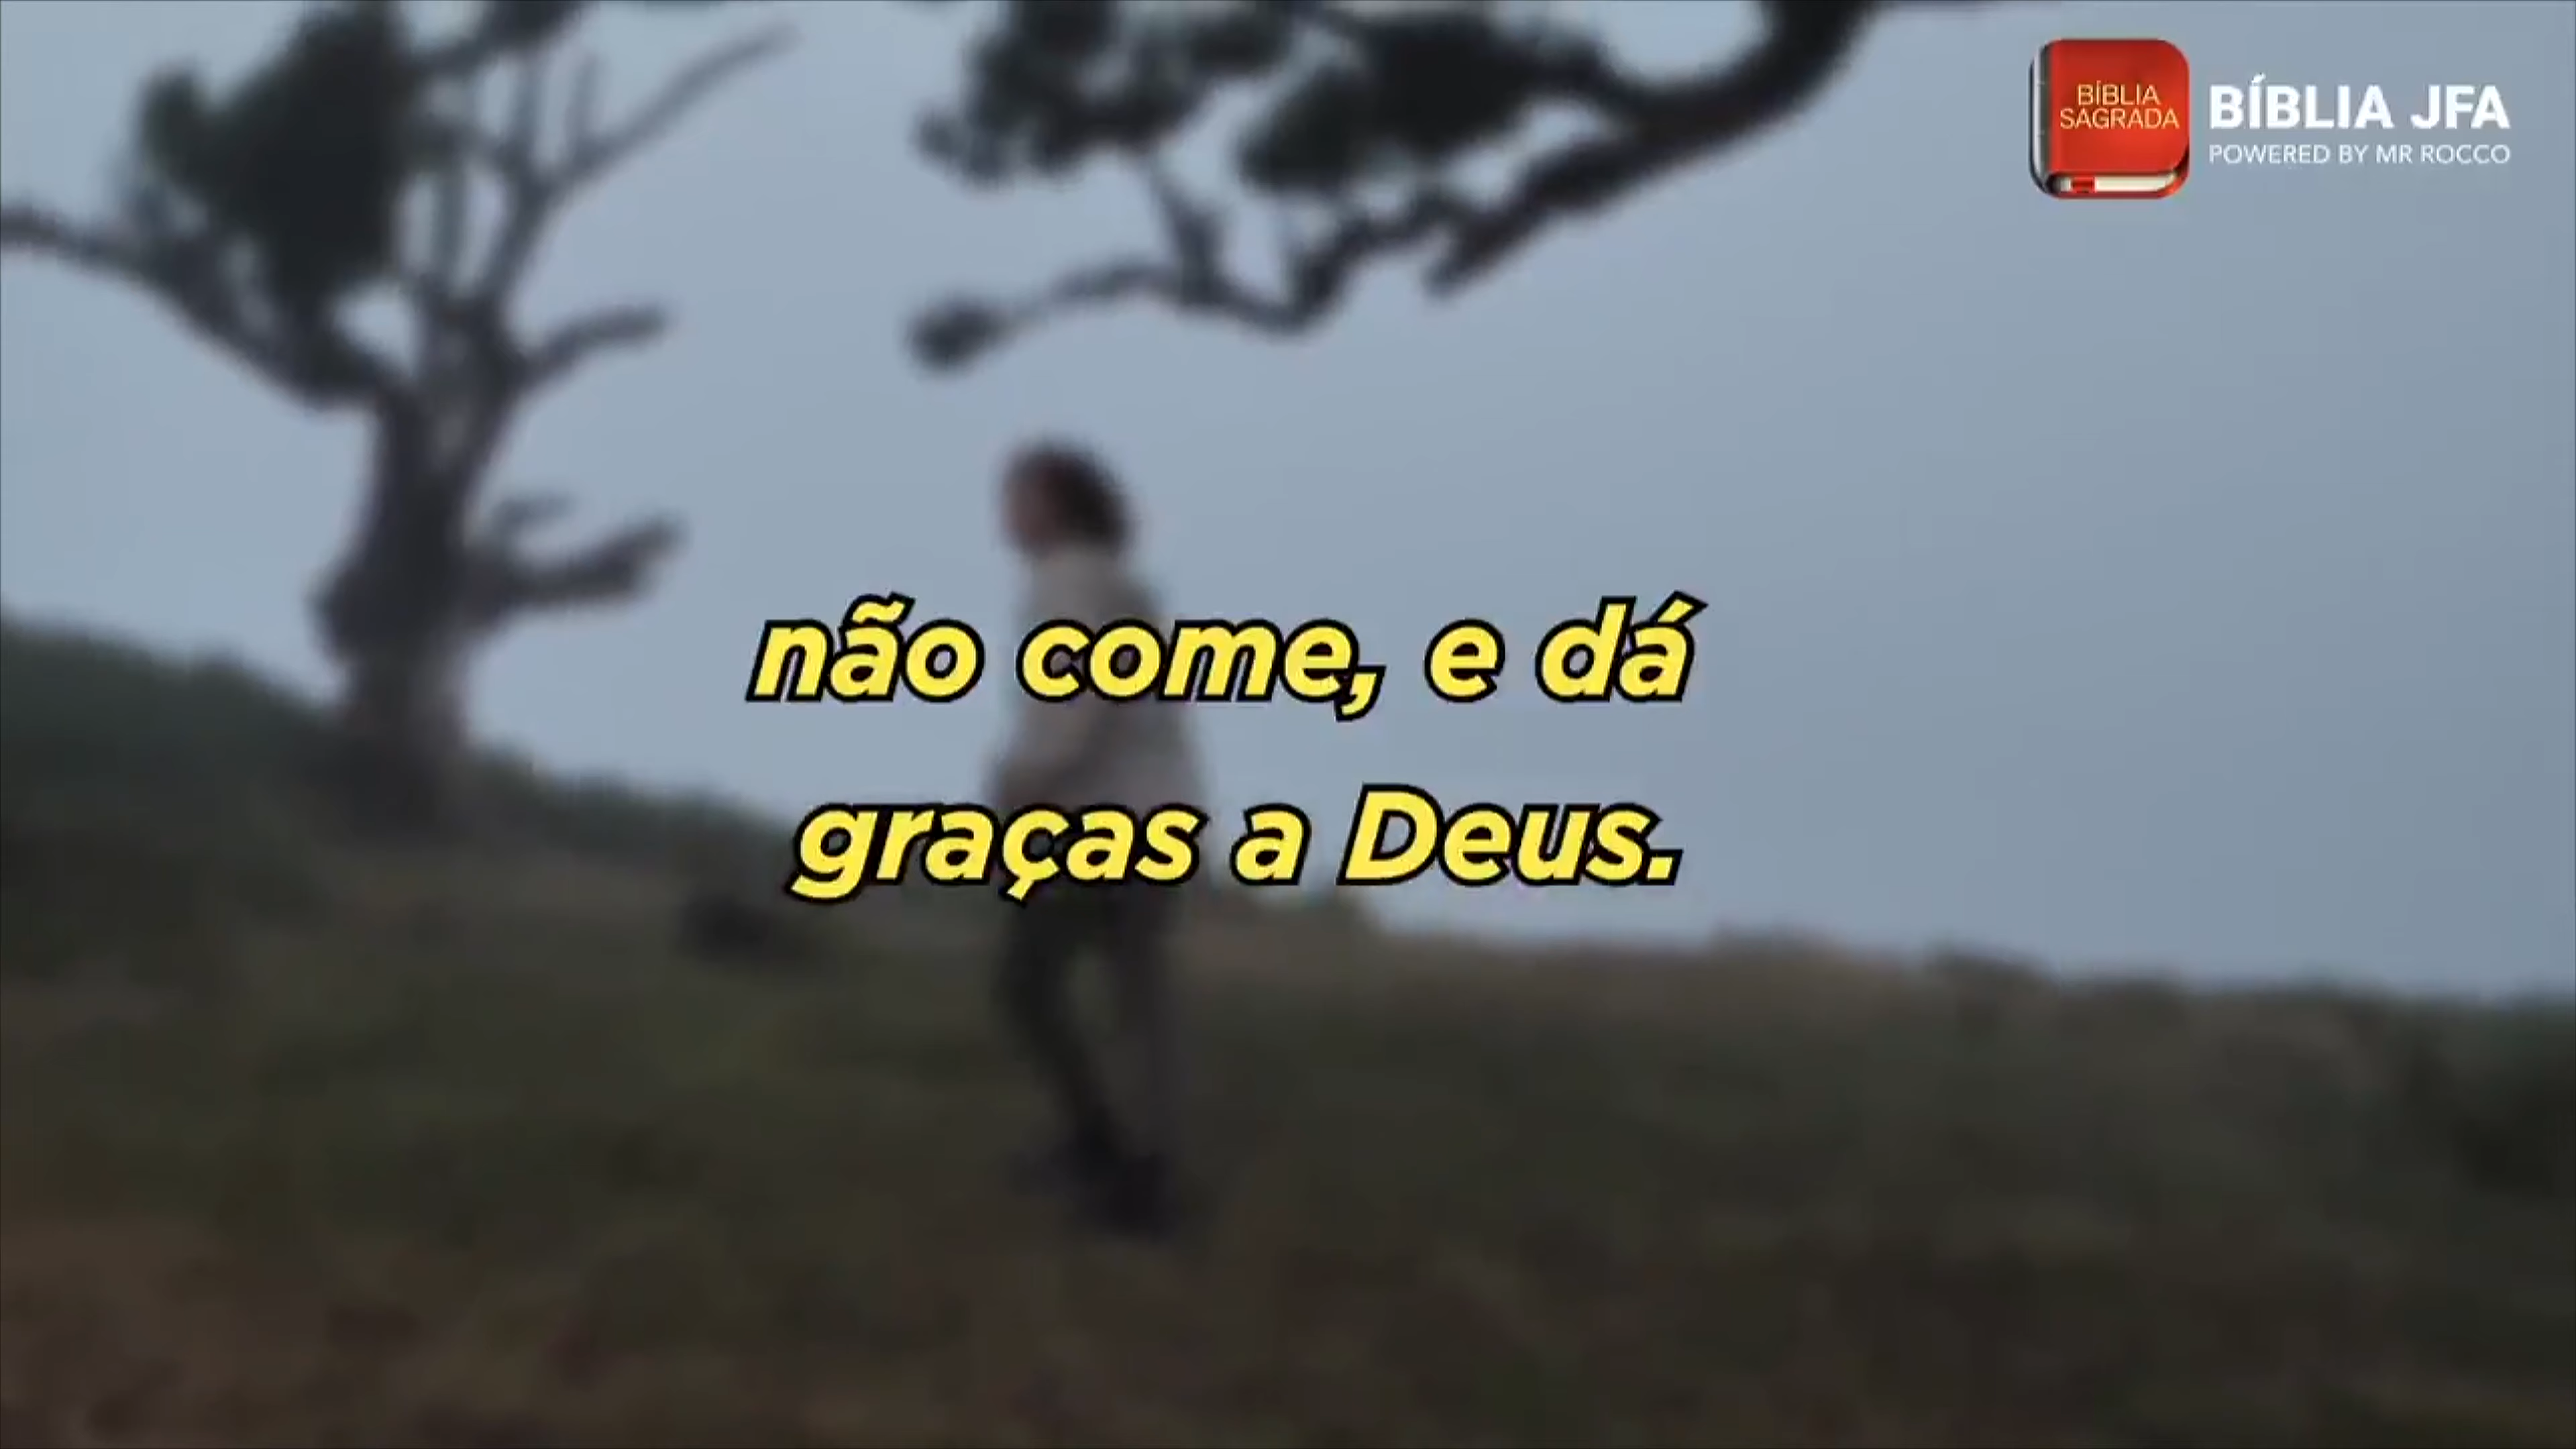 BÍBLIA
SAGRADA
BÍBLIA JFA
POWERED BY MR ROCCO
não come, e dá
graças a Deus.